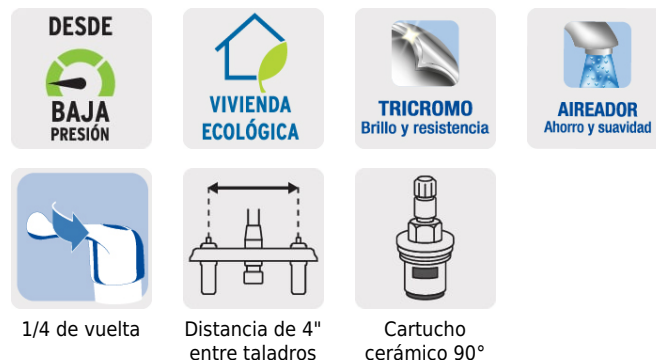 DESDE
BAJA
PRESIÓN
VIVIENDA
ECOLÓGICA
TRICROMO
Brillo y resistencia
AIREADOR
Ahorro y suavidad
1/4 de vuelta
Distancia de 4"
entre taladros
Cartucho
cerámico 90°